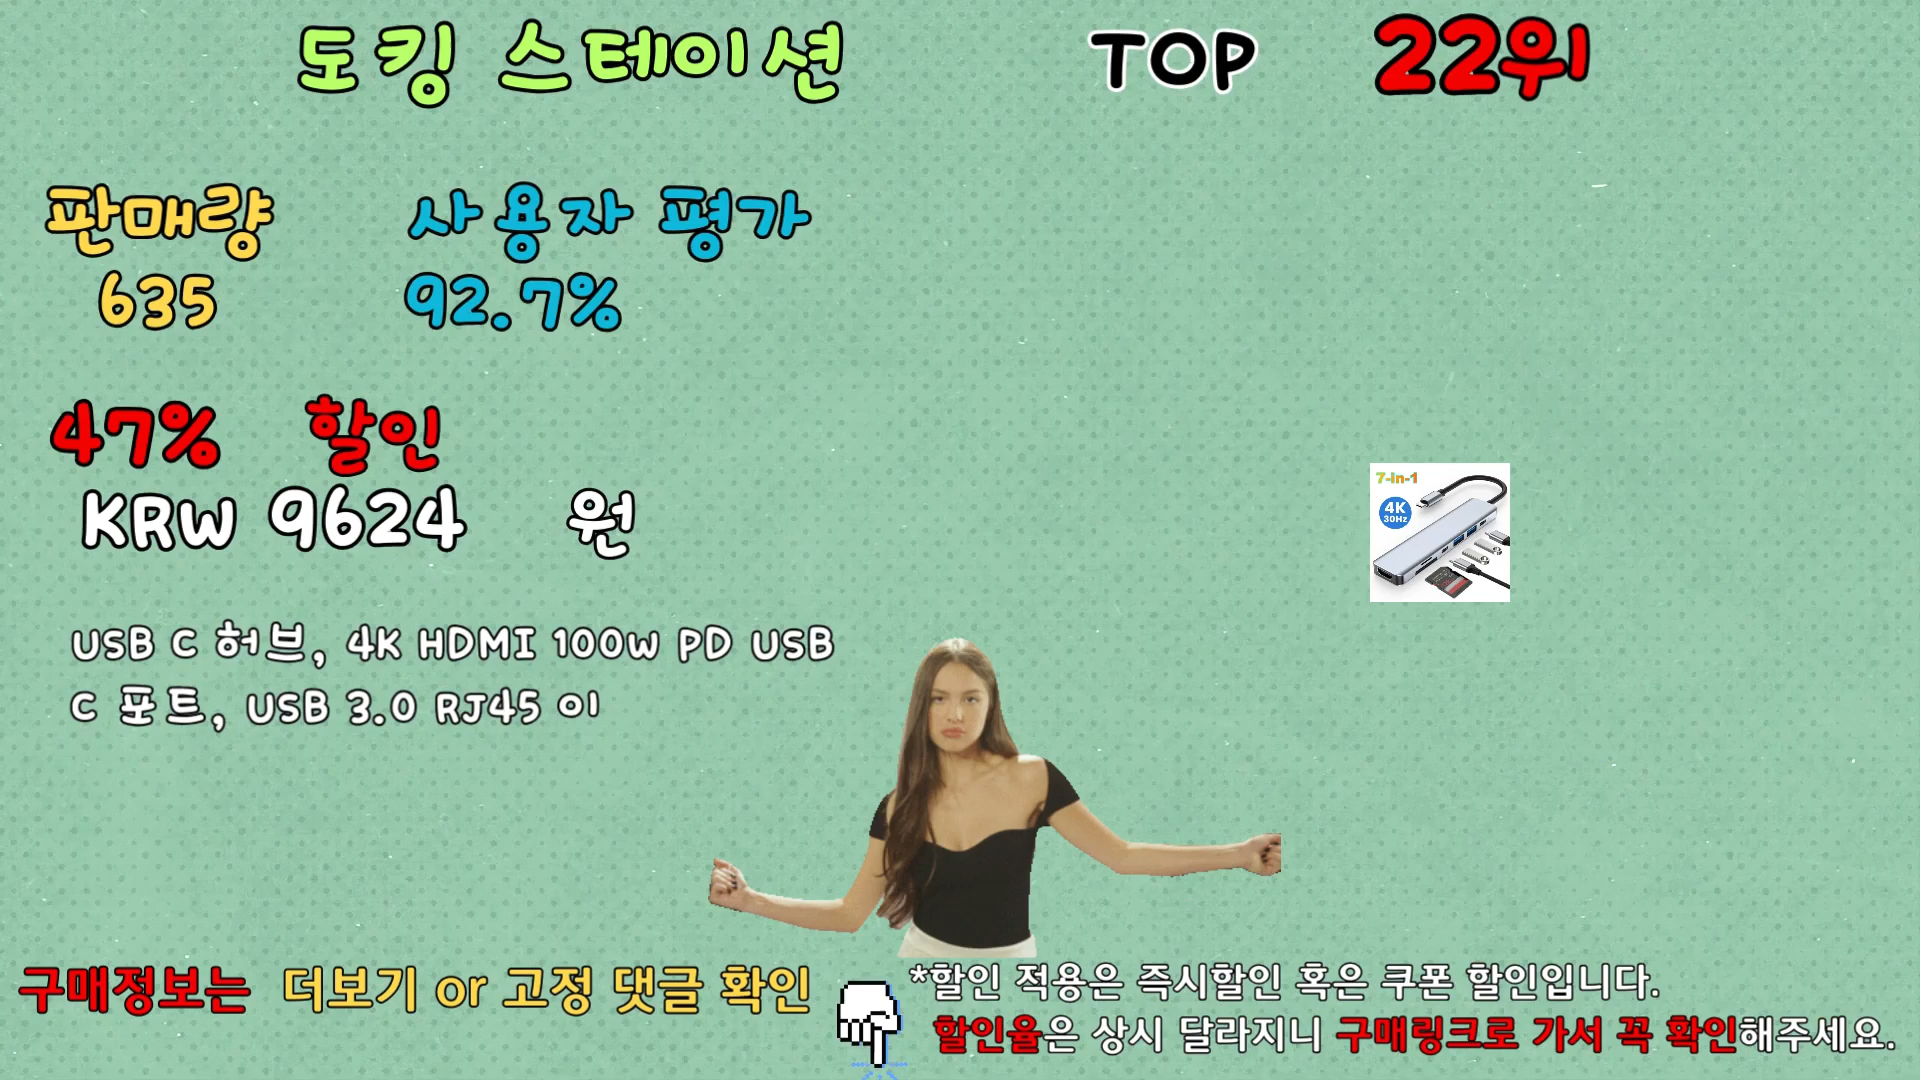 도킹 스테이션 TOP 22위
판매량 사용자 평가
635 92.7%
47% 할인
KRW 9624 원
7-in-1
4K
30Hz
USB C 허브, 4K HDMI 100W PD USB
C 포트, USB 3.0 RJ45 이
구매정보는 더보기 or 고정 댓글 확인
*할인 적용은 즉시할인 혹은 쿠폰 할인입니다.
할인율은 상시 달라지니 구매링크로 가서 꼭 확인해주세요.